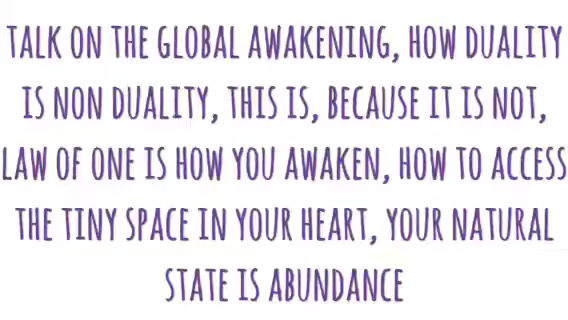 TALK ON THE GLOBAL AWAKENING, HOW DUALITY
IS NON DUALITY, THIS IS, BECAUSE IT IS NOT,
LAW OF ONE IS HOW YOU AWAKEN, HOW TO ACCESS
THE TINY SPACE IN YOUR HEART, YOUR NATURAL
STATE IS ABUNDANCE